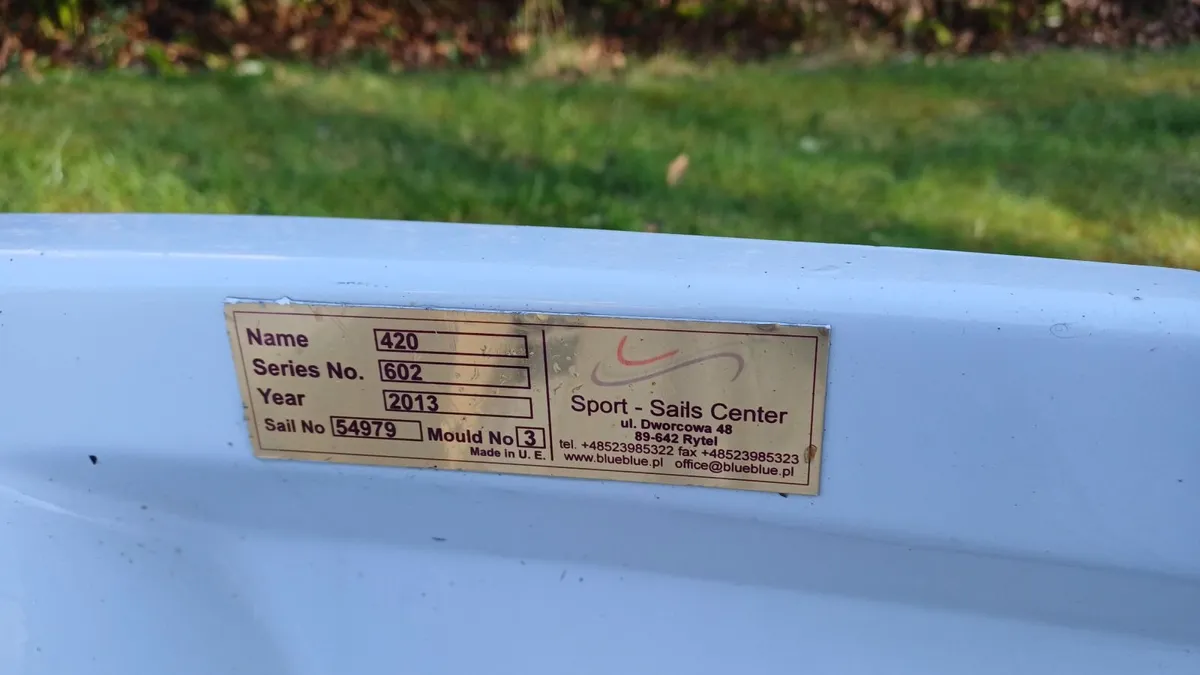 Name 420
Series No. 602
Year 2013
Sail No 54979 Mould No 3
Made in U. E.
Sport - Sails Center
ul. Dworcowa 48
89-642 Rytel
tel. +48523985322 fax +48523985323
www.blueblue.pl office@blueblue.pl